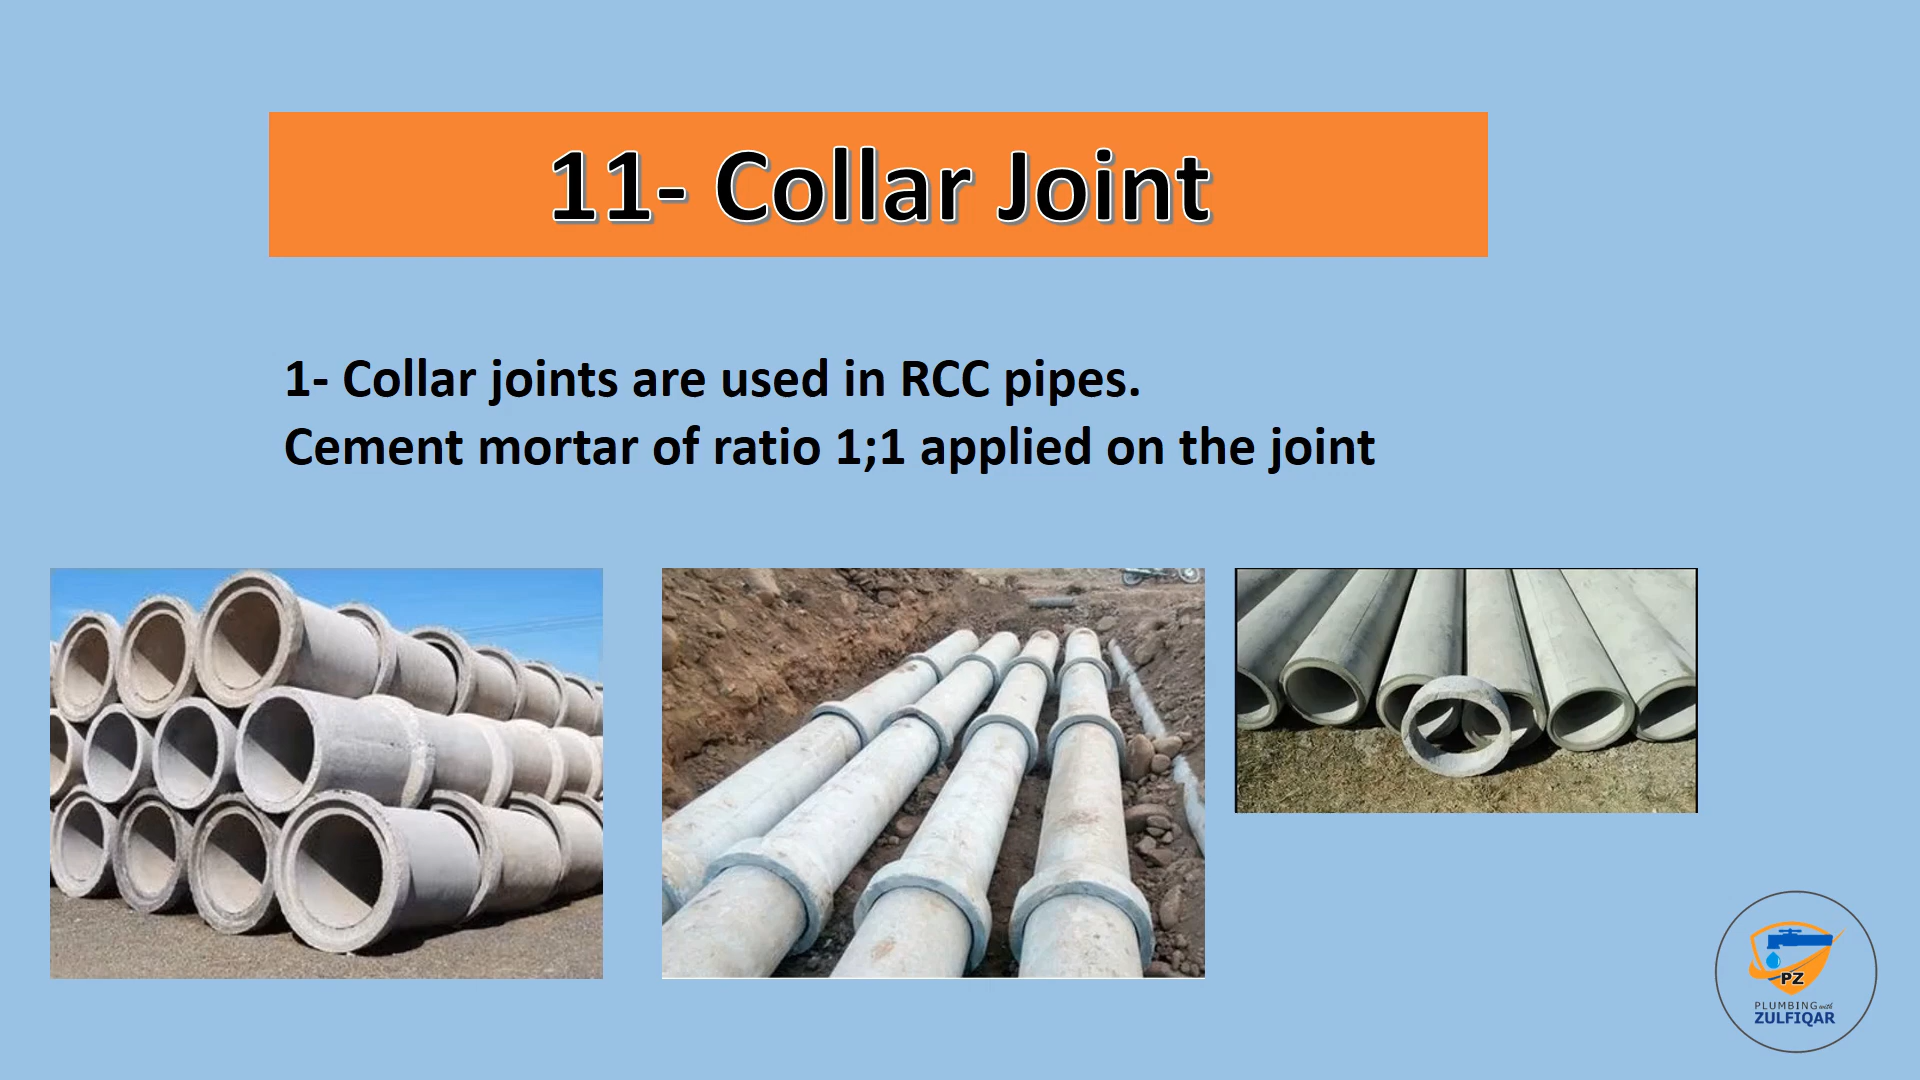 11- Collar Joint
1- Collar joints are used in RCC pipes.
Cement mortar of ratio 1;1 applied on the joint
PZ
PLUMBING with
ZULFIQAR